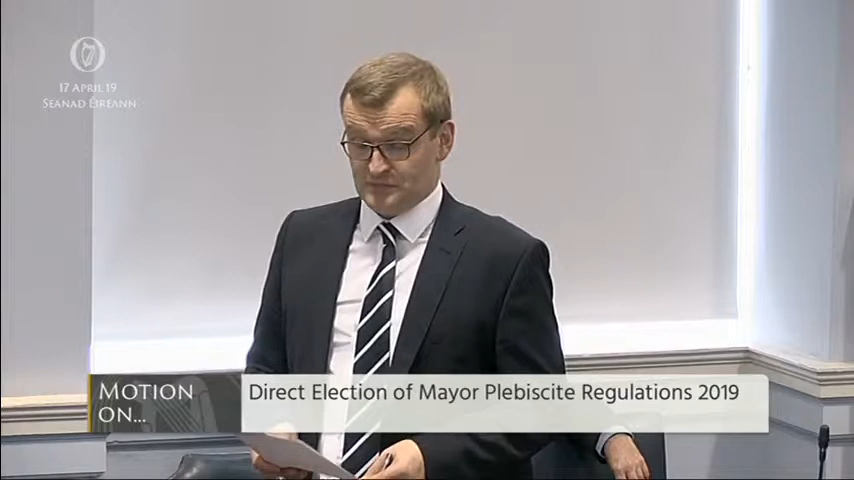 17 April 19
Seanad Éireann
Motion on...
Direct Election of Mayor Plebiscite Regulations 2019